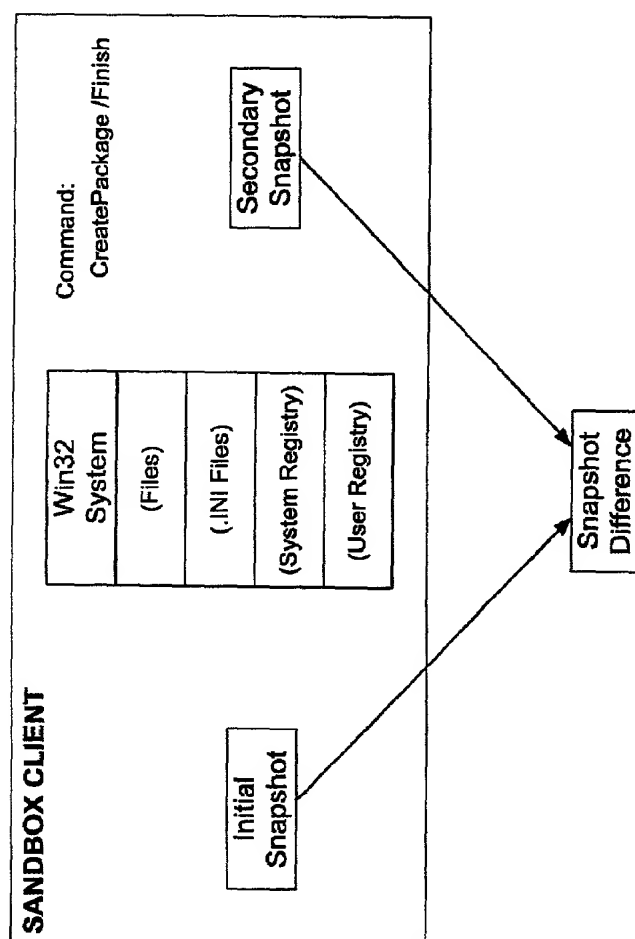 SANDBOX CLIENT
Initial
Snapshot
Win32
System
(Files)
(.INI Files)
(System Registry)
(User Registry)
Command:
CreatePackage /Finish
Secondary
Snapshot
Snapshot
Difference